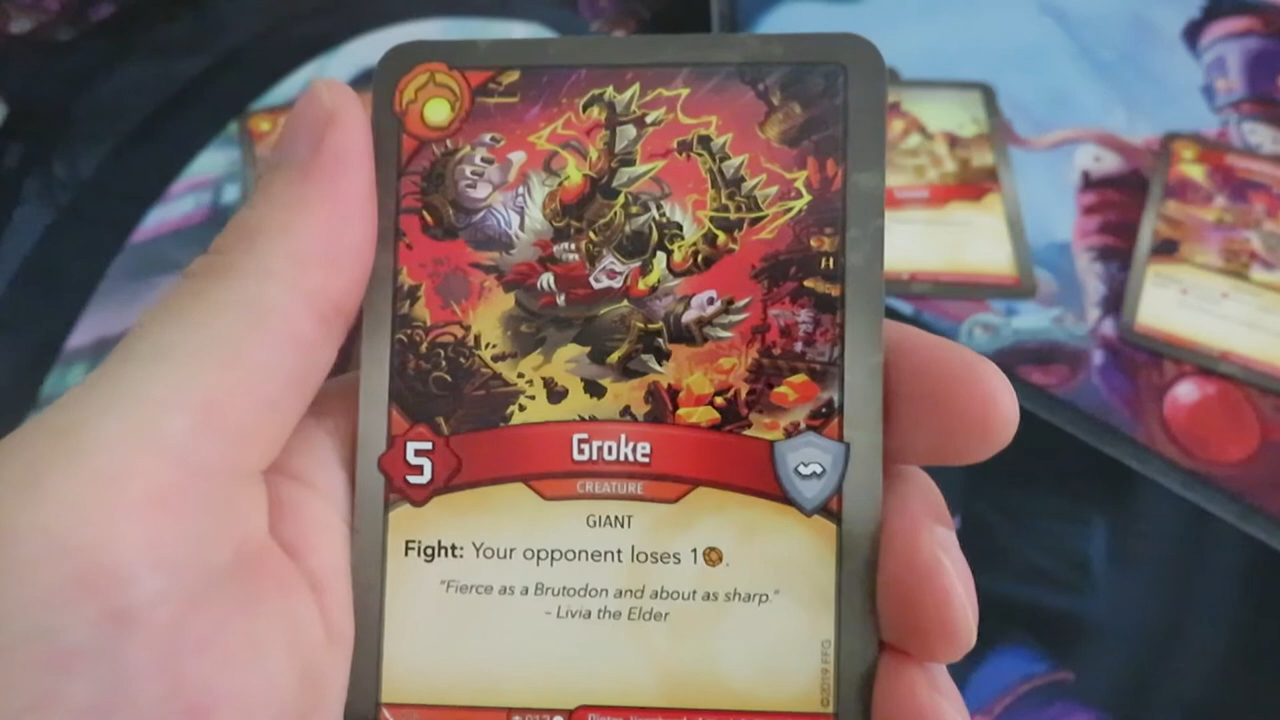 5
Groke
CREATURE
GIANT
Fight: Your opponent loses 1.
"Fierce as a Brutodon and about as sharp."
– Livia the Elder
©2019 FFG